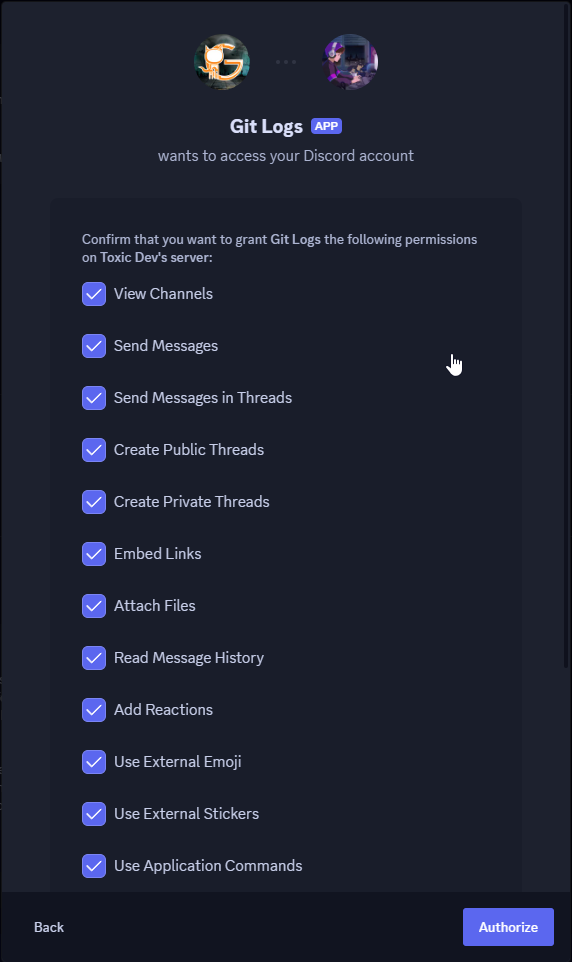 Git Logs APP
wants to access your Discord account
Confirm that you want to grant Git Logs the following permissions
on Toxic Dev's server:
View Channels
Send Messages
Send Messages in Threads
Create Public Threads
Create Private Threads
Embed Links
Attach Files
Read Message History
Add Reactions
Use External Emoji
Use External Stickers
Use Application Commands
Back
Authorize